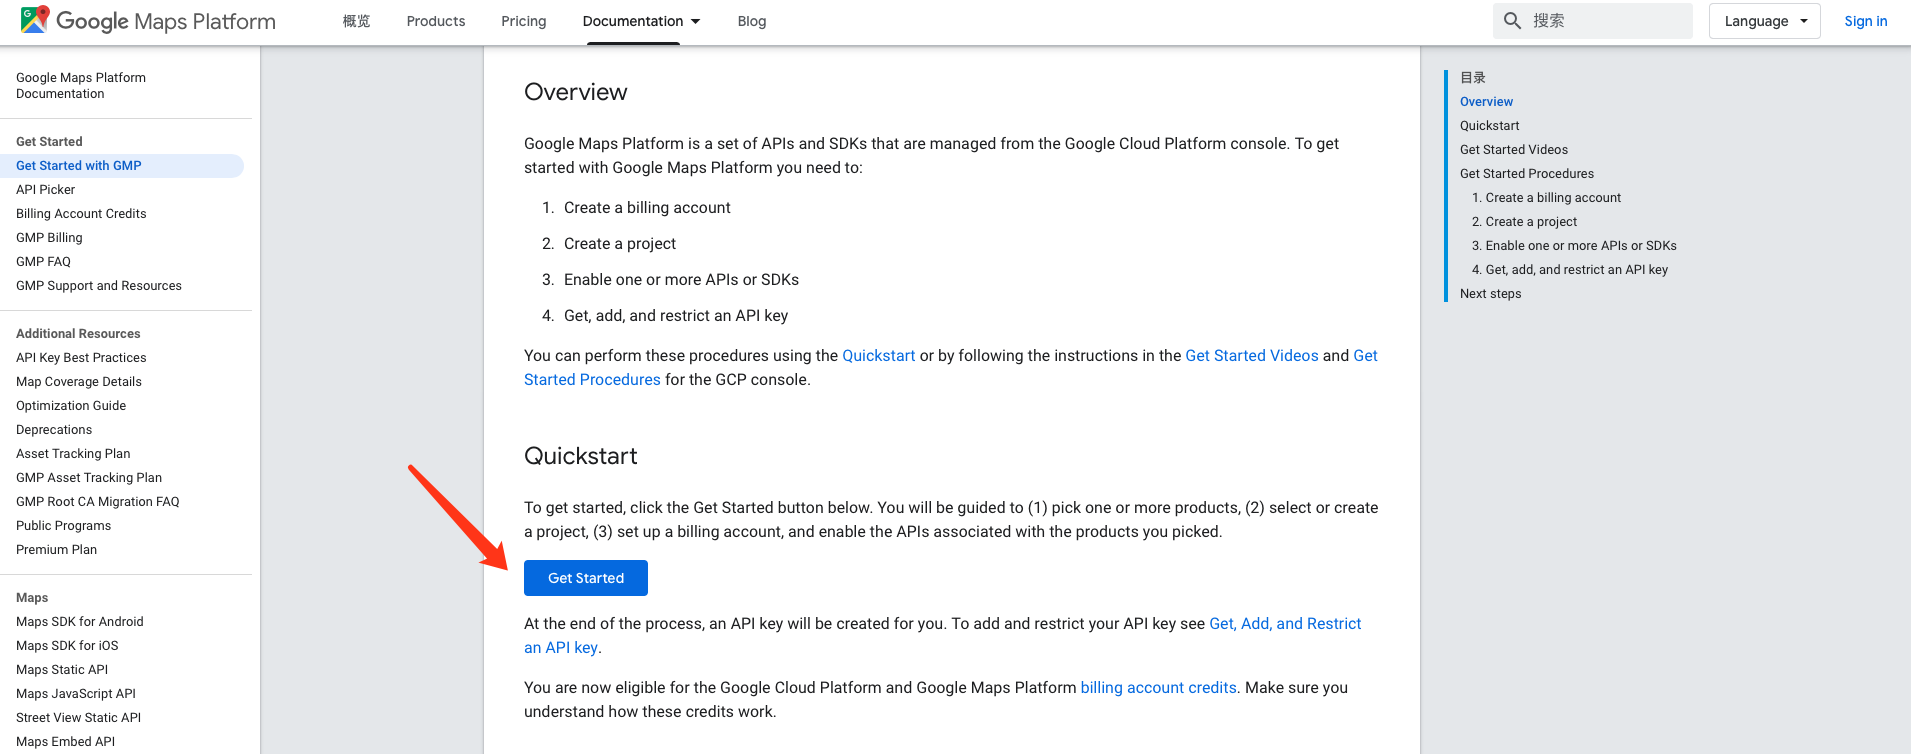 Google Maps Platform
概览
Products
Pricing
Documentation
Blog
搜索
Language
Sign in
Google Maps Platform
Documentation
Get Started
Get Started with GMP
API Picker
Billing Account Credits
GMP Billing
GMP FAQ
GMP Support and Resources
Additional Resources
API Key Best Practices
Map Coverage Details
Optimization Guide
Deprecations
Asset Tracking Plan
GMP Asset Tracking Plan
GMP Root CA Migration FAQ
Public Programs
Premium Plan
Maps
Maps SDK for Android
Maps SDK for iOS
Maps Static API
Maps JavaScript API
Street View Static API
Maps Embed API
Overview
Google Maps Platform is a set of APIs and SDKs that are managed from the Google Cloud Platform console. To get
started with Google Maps Platform you need to:
1. Create a billing account
2. Create a project
3. Enable one or more APIs or SDKs
4. Get, add, and restrict an API key
You can perform these procedures using the Quickstart or by following the instructions in the Get Started Videos and Get
Started Procedures for the GCP console.
Quickstart
To get started, click the Get Started button below. You will be guided to (1) pick one or more products, (2) select or create
a project, (3) set up a billing account, and enable the APIs associated with the products you picked.
Get Started
At the end of the process, an API key will be created for you. To add and restrict your API key see Get, Add, and Restrict
an API key.
You are now eligible for the Google Cloud Platform and Google Maps Platform billing account credits. Make sure you
understand how these credits work.
目录
Overview
Quickstart
Get Started Videos
Get Started Procedures
1. Create a billing account
2. Create a project
3. Enable one or more APIs or SDKs
4. Get, add, and restrict an API key
Next steps